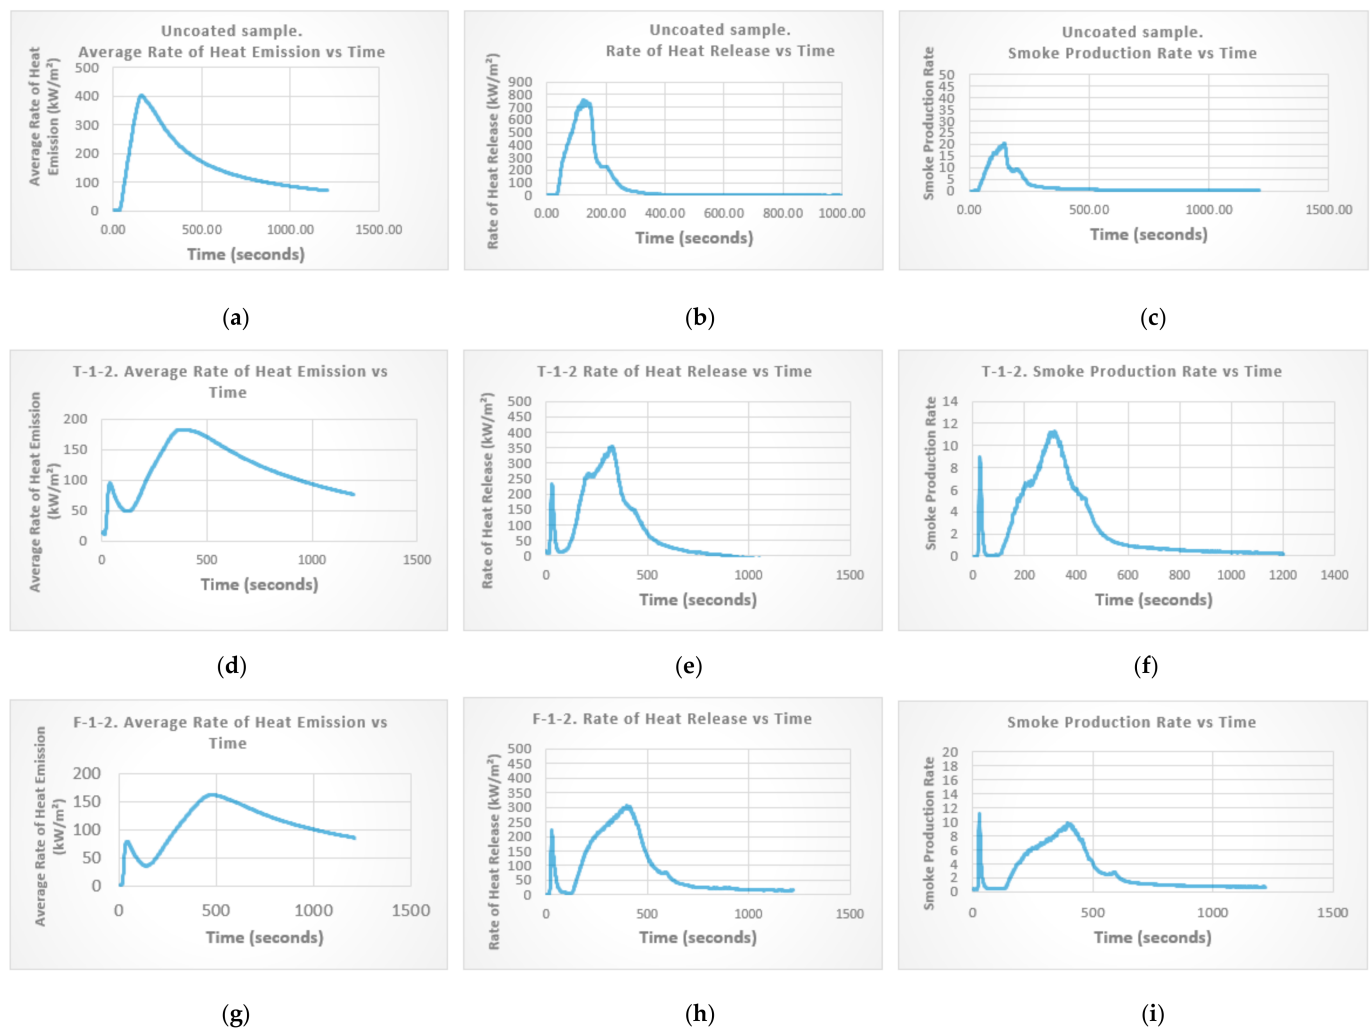 Uncoated sample.
Average Rate of Heat Emission vs Time
Average Rate of Heat
Emission (kW/m²)
500
400
300
200
100
0
0.00 500.00 1000.00 1500.00
Time (seconds)
(a)
Uncoated sample.
Rate of Heat Release vs Time
Rate of Heat Release (kW/m²)
900
800
700
600
500
400
300
200
100
0
0.00 200.00 400.00 600.00 800.00 1000.00
Time (seconds)
(b)
Uncoated sample.
Smoke Production Rate vs Time
Smoke Production Rate
50
45
40
35
30
25
20
15
10
5
0
0.00 500.00 1000.00 1500.00
Time (seconds)
(c)
T-1-2. Average Rate of Heat Emission vs
Time
Average Rate of Heat Emission
(kW/m²)
200
150
100
50
0
0 500 1000 1500
Time (seconds)
(d)
T-1-2 Rate of Heat Release vs Time
Rate of Heat Release (kW/m²)
500
450
400
350
300
250
200
150
100
50
0
0 500 1000 1500
Time (seconds)
(e)
T-1-2. Smoke Production Rate vs Time
Smoke Production Rate
14
12
10
8
6
4
2
0
0 200 400 600 800 1000 1200 1400
Time (seconds)
(f)
F-1-2. Average Rate of Heat Emission vs
Time
Average Rate of Heat Emission
(kW/m²)
200
150
100
50
0
0 500 1000 1500
Time (seconds)
(g)
F-1-2. Rate of Heat Release vs Time
Rate of Heat Release (kW/m²)
500
450
400
350
300
250
200
150
100
50
0
0 500 1000 1500
Time (seconds)
(h)
Smoke Production Rate vs Time
Smoke Production Rate
20
18
16
14
12
10
8
6
4
2
0
0 500 1000 1500
Time (seconds)
(i)